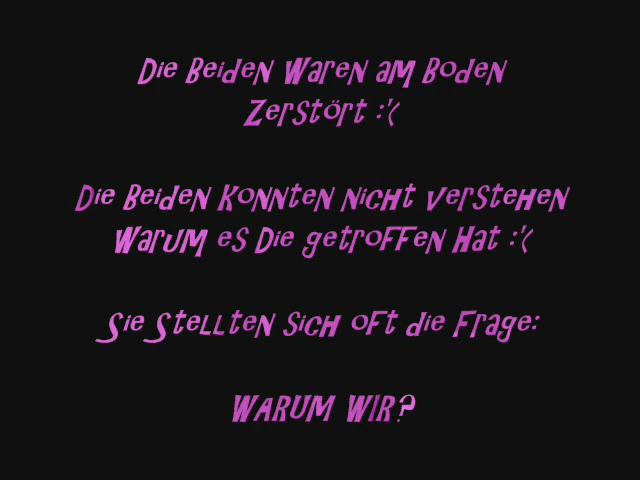 Die Beiden Waren am Boden
Zerstört :'(
Die Beiden Konnten nicht verstehen
Warum es Die getroffen Hat :'(
Sie Stellten sich oft die Frage:
WARUM WIR?